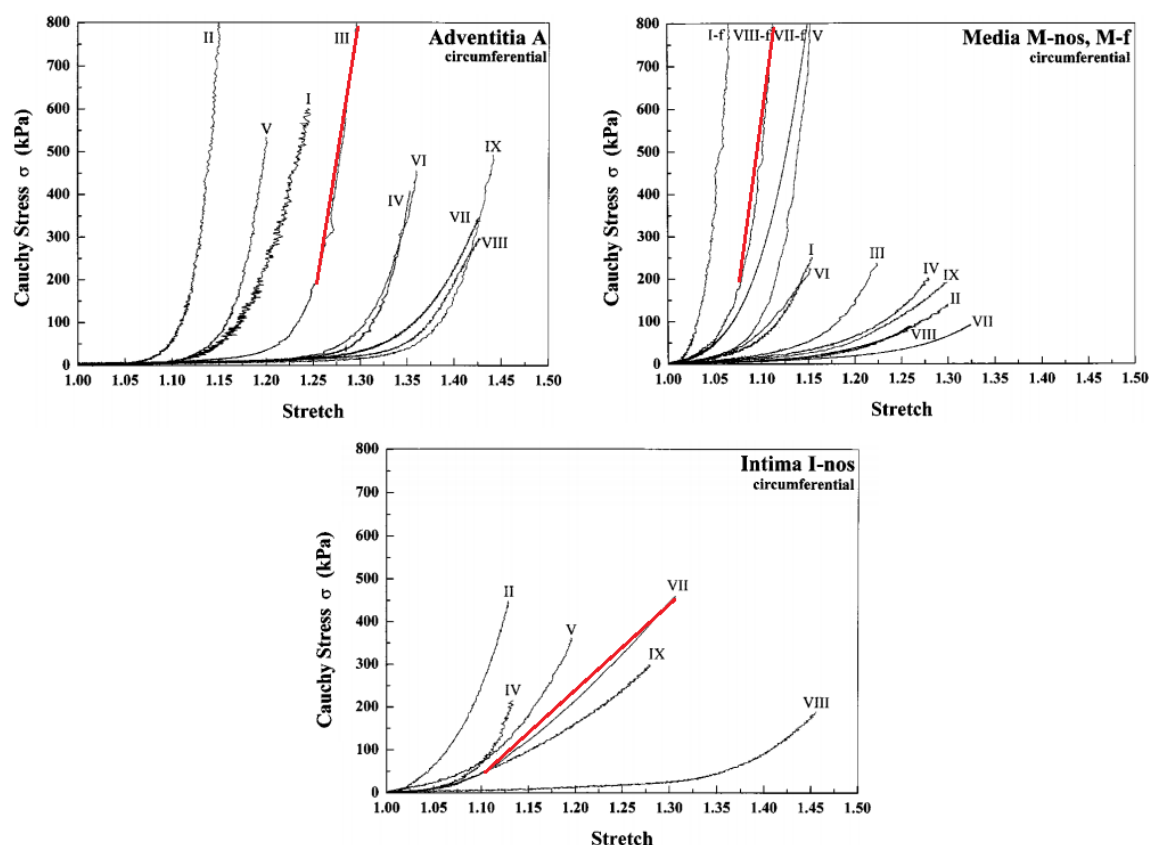 Adventitia A
circumferential
Cauchy Stress σ (kPa)
800
700
600
500
400
300
200
100
0
II
III
I
V
IX
VI
IV
VII
VIII
1.00 1.05 1.10 1.15 1.20 1.25 1.30 1.35 1.40 1.45 1.50
Stretch
Media M-nos, M-f
circumferential
Cauchy Stress σ (kPa)
800
700
600
500
400
300
200
100
0
I-f VIII-f VII-f V
I
III
VI
IV
IX
II
VIII
VII
1.00 1.05 1.10 1.15 1.20 1.25 1.30 1.35 1.40 1.45 1.50
Stretch
Intima I-nos
circumferential
Cauchy Stress σ (kPa)
800
700
600
500
400
300
200
100
0
II
VII
V
IX
IV
VIII
1.00 1.05 1.10 1.15 1.20 1.25 1.30 1.35 1.40 1.45 1.50
Stretch